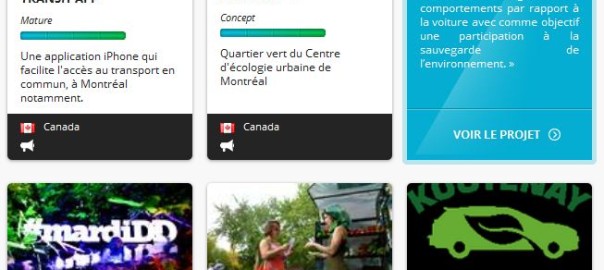 TRANSIT APP
Mature
Une application iPhone qui
facilite l'accès au transport en
commun, à Montréal
notamment.
Canada
Concept
Quartier vert du Centre
d'écologie urbaine de
Montréal
Canada
comportements par rapport à
la voiture avec comme objectif
une participation à la
sauvegarde de
l'environnement. »
VOIR LE PROJET
#mardiDD
KOOTENAY